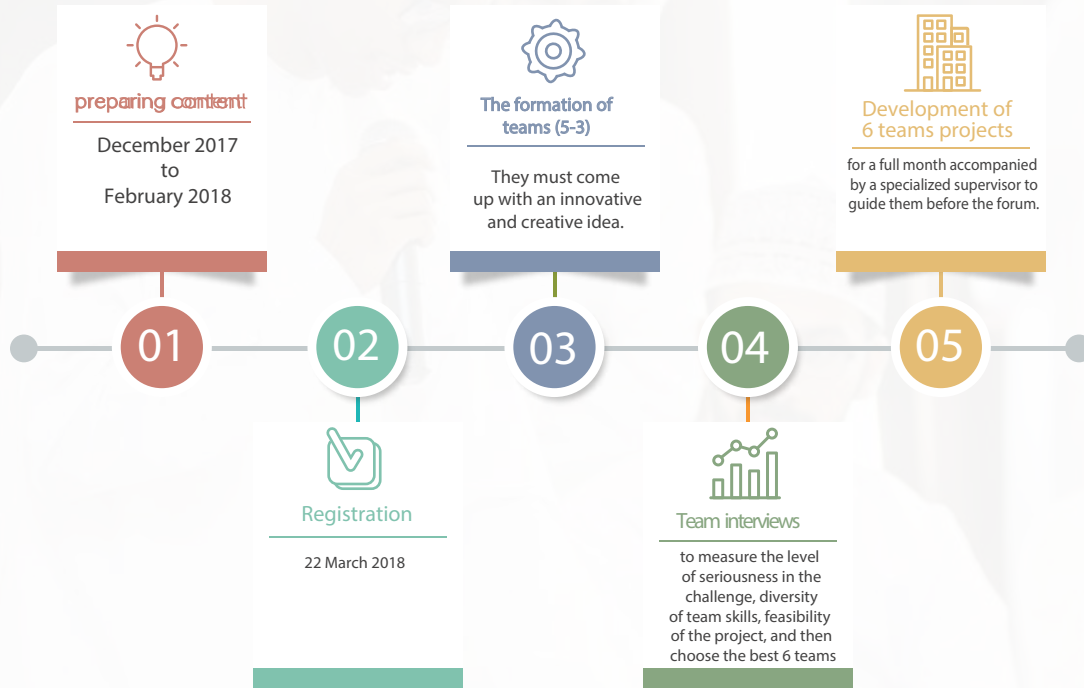 preparing content
December 2017
to
February 2018
01
02
Registration
22 March 2018
The formation of
teams (5-3)
They must come
up with an innovative
and creative idea.
03
04
Team interviews
to measure the level
of seriousness in the
challenge, diversity
of team skills, feasibility
of the project, and then
choose the best 6 teams
Development of
6 teams projects
for a full month accompanied
by a specialized supervisor to
guide them before the forum.
05